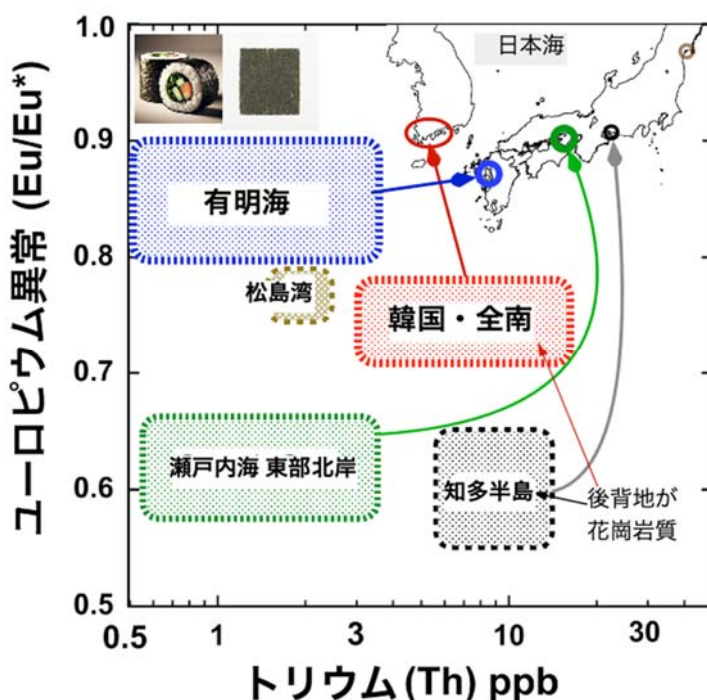 ユーロピウム異常 (Eu/Eu*)
1.0
0.9
0.8
0.7
0.6
0.5
日本海
有明海
松島湾
韓国・全南
瀬戸内海 東部北岸
知多半島
後背地が
花崗岩質
0.5
1
3
10
30
トリウム (Th) ppb